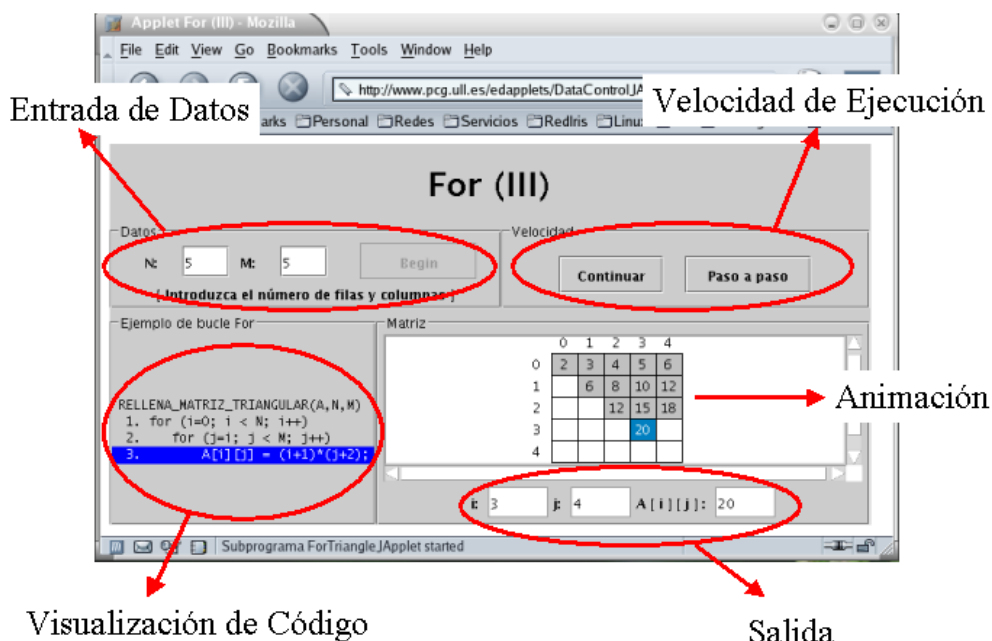 Applet For (III) - Mozilla
File Edit View Go Bookmarks Tools Window Help
http://www.pcg.ull.es/edapplets/DataControlJA
Entrada de Datos
Velocidad de Ejecución
arks Personal Redes Servicios RedIris Linu
For (III)
Datos
Velocidad
N: 5 M: 5 Begin
Continuar Paso a paso
[ Introduzca el número de filas y columnas ]
Ejemplo de bucle For
Matriz
0 1 2 3 4
0 2 3 4 5 6
1 6 8 10 12
2 12 15 18
3 20
4
Animación
RELLENA_MATRIZ_TRIANGULAR(A,N,M)
1. for (i=0; i < N; i++)
2. for (j=i; j < M; j++)
3. A[i][j] = (i+1)*(j+2);
i: 3 j: 4 A[i][j]: 20
Subprograma ForTriangleJApplet started
Visualización de Código
Salida